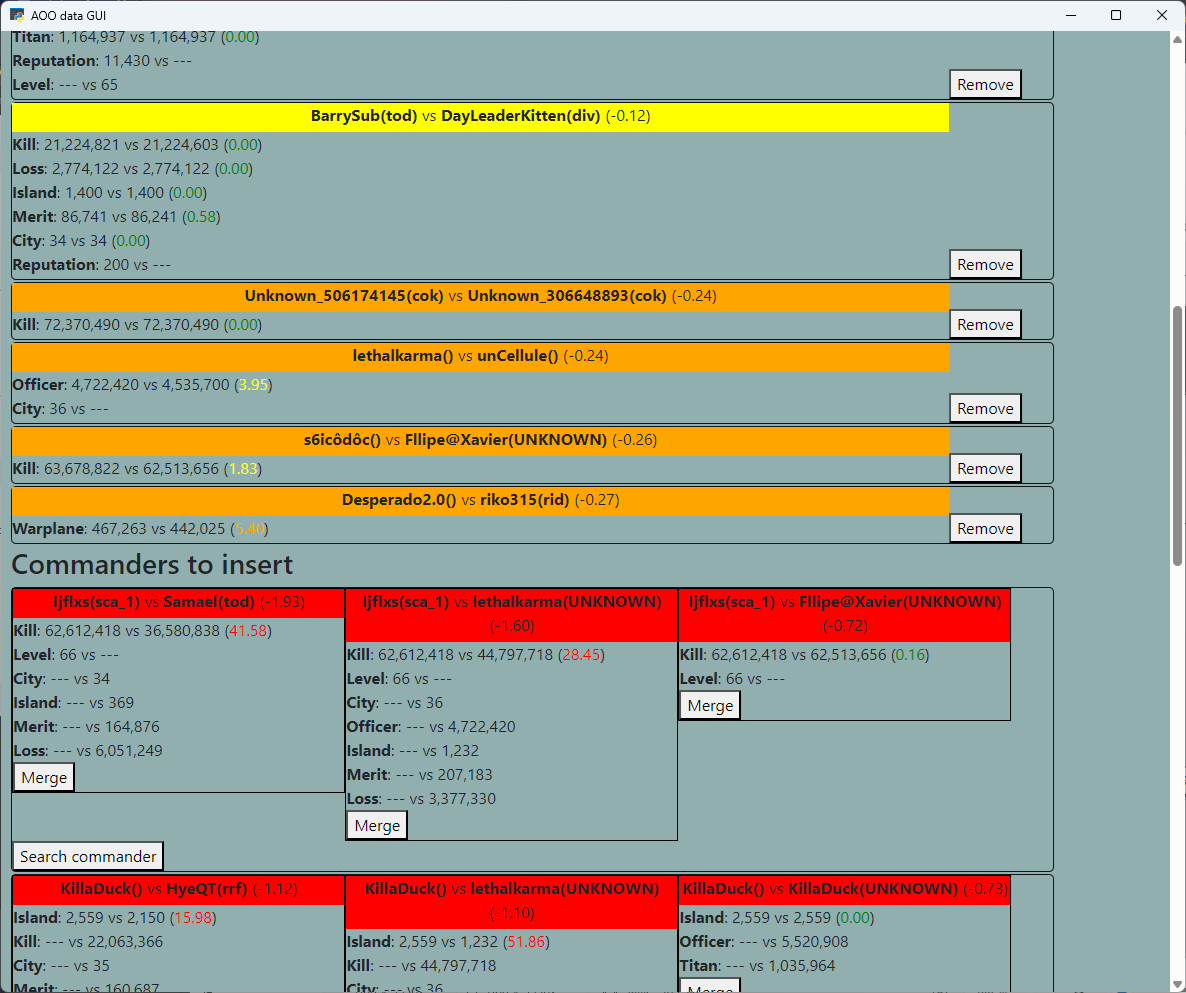 AOO data GUI
Titan: 1,164,937 vs 1,164,937 (0.00)
Reputation: 11,430 vs ---
Level: --- vs 65
Remove
BarrySub(tod) vs DayLeaderKitten(div) (-0.12)
Kill: 21,224,821 vs 21,224,603 (0.00)
Loss: 2,774,122 vs 2,774,122 (0.00)
Island: 1,400 vs 1,400 (0.00)
Merit: 86,741 vs 86,241 (0.58)
City: 34 vs 34 (0.00)
Reputation: 200 vs ---
Remove
Unknown_506174145(cok) vs Unknown_306648893(cok) (-0.24)
Kill: 72,370,490 vs 72,370,490 (0.00)
Remove
lethalkarma() vs unCellule() (-0.24)
Officer: 4,722,420 vs 4,535,700 (3.95)
City: 36 vs ---
Remove
s6icôdôc() vs Fllipe@Xavier(UNKNOWN) (-0.26)
Kill: 63,678,822 vs 62,513,656 (1.83)
Remove
Desperado2.0() vs riko315(rid) (-0.27)
Warplane: 467,263 vs 442,025 (5.40)
Remove
Commanders to insert
Ijflxs(sca_1) vs Samael(tod) (-1.93)
Kill: 62,612,418 vs 36,580,838 (41.58)
Level: 66 vs ---
City: --- vs 34
Island: --- vs 369
Merit: --- vs 164,876
Loss: --- vs 6,051,249
Merge
Ijflxs(sca_1) vs lethalkarma(UNKNOWN)
(-1.60)
Kill: 62,612,418 vs 44,797,718 (28.45)
Level: 66 vs ---
City: --- vs 36
Officer: --- vs 4,722,420
Island: --- vs 1,232
Merit: --- vs 207,183
Loss: --- vs 3,377,330
Merge
Ijflxs(sca_1) vs Fllipe@Xavier(UNKNOWN)
(-0.72)
Kill: 62,612,418 vs 62,513,656 (0.16)
Level: 66 vs ---
Merge
Search commander
KillaDuck() vs HyeQT(rrf) (-1.12)
Island: 2,559 vs 2,150 (15.98)
Kill: --- vs 22,063,366
City: --- vs 35
Merit: --- vs 160,687
KillaDuck() vs lethalkarma(UNKNOWN)
(-1.10)
Island: 2,559 vs 1,232 (51.86)
Kill: --- vs 44,797,718
City: --- vs 36
KillaDuck() vs KillaDuck(UNKNOWN) (-0.73)
Island: 2,559 vs 2,559 (0.00)
Officer: --- vs 5,520,908
Titan: --- vs 1,035,964
Merge